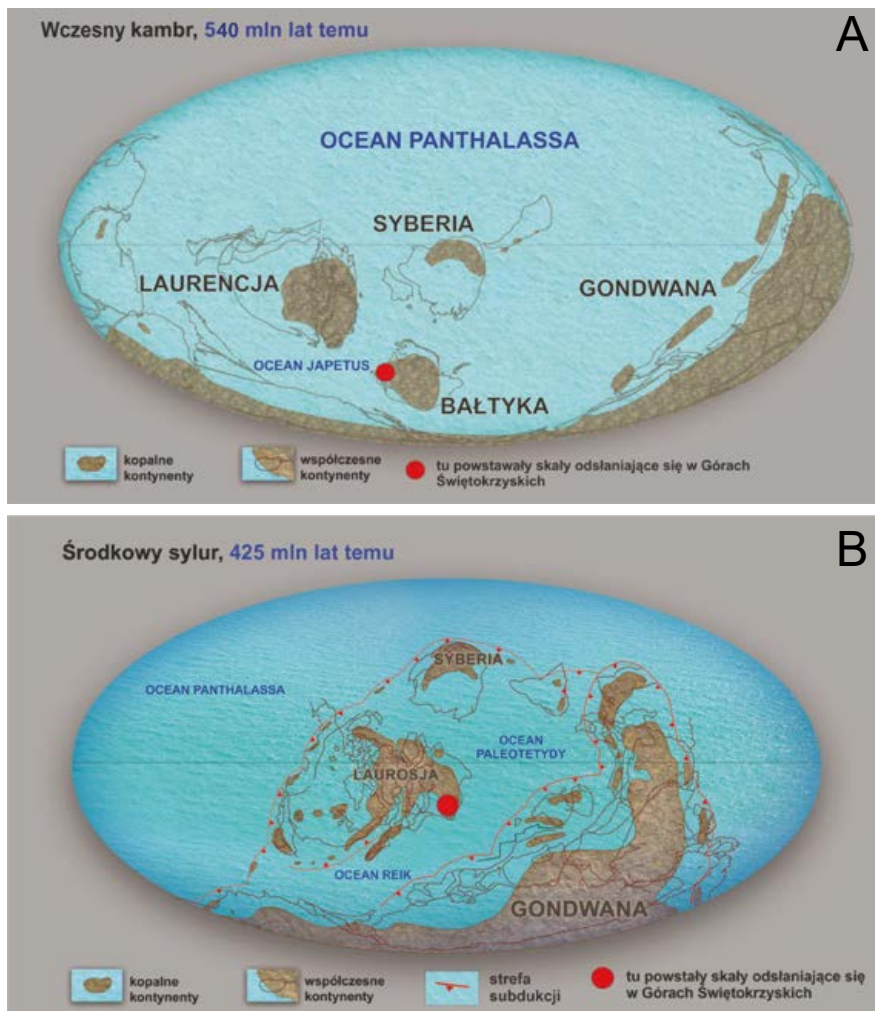 Wczesny kambr, 540 mln lat temu
A
OCEAN PANTHALASSA
SYBERIA
LAURENCJA
GONDWANA
OCEAN JAPETUS
BAŁTYKA
kopalne
kontynenty
współczesne
kontynenty
tu powstawały skały odsłaniające się w Górach
Świętokrzyskich
Środkowy sylur, 425 mln lat temu
B
SYBERIA
OCEAN PANTHALASSA
OCEAN
PALEOTETYDY
LAUROSJA
OCEAN REIK
GONDWANA
kopalne
kontynenty
współczesne
kontynenty
strefa
subdukcji
tu powstały skały odsłaniające się
w Górach Świętokrzyskich